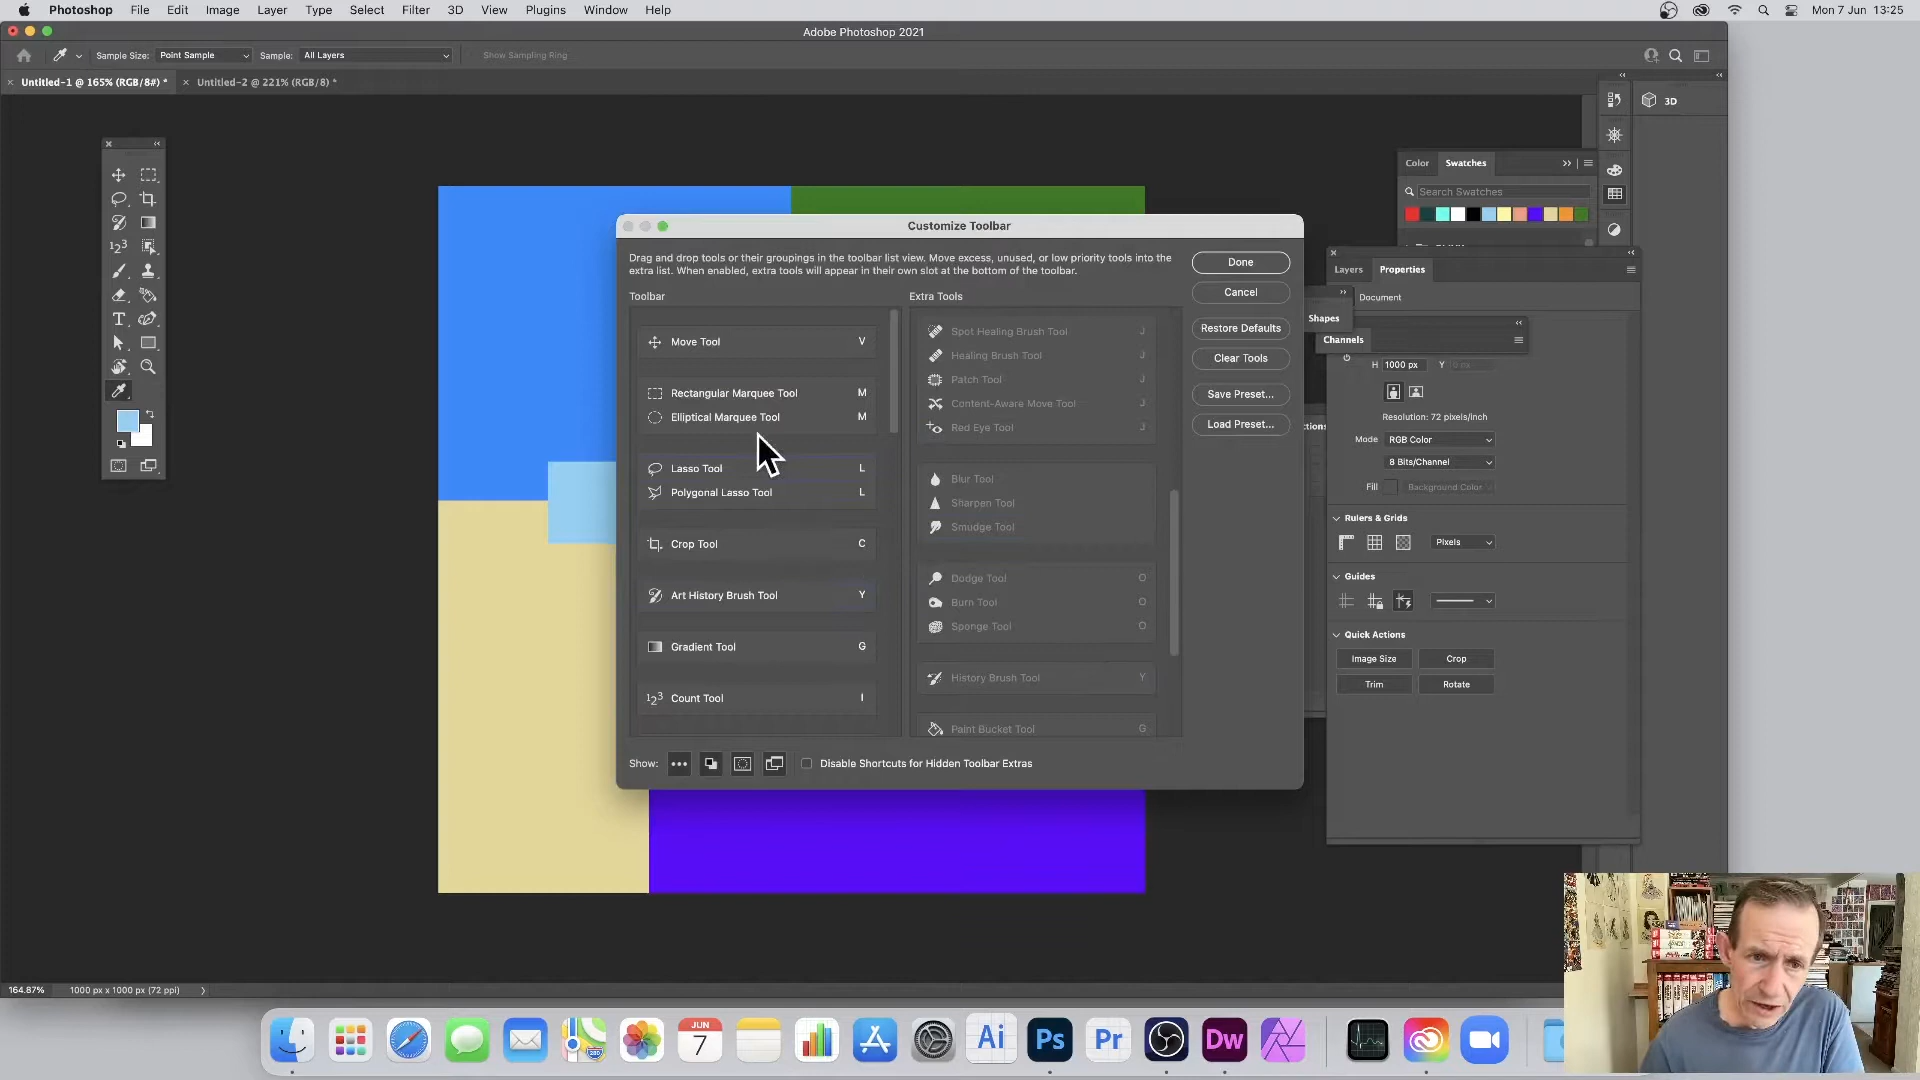 Photoshop File Edit Image Layer Type Select Filter 3D View Plugins Window Help Mon 7 Jun 13:25
Adobe Photoshop 2021
Sample Size: Point Sample Sample: All Layers Show Sampling Ring
Untitled-1 @ 165% (RGB/8#) * Untitled-2 @ 221% (RGB/8) *
3D
Color Swatches
Search Swatches
Layers Properties
Document
Shapes
Channels
H 1000 px Y
Resolution: 72 pixels/inch
Mode RGB Color
8 Bits/Channel
Fill Background Color
Rulers & Grids
Pixels
Guides
Quick Actions
Image Size Crop
Trim Rotate
Customize Toolbar
Drag and drop tools or their groupings in the toolbar list view. Move excess, unused, or low priority tools into the
extra list. When enabled, extra tools will appear in their own slot at the bottom of the toolbar.
Toolbar
Move Tool V
Rectangular Marquee Tool M
Elliptical Marquee Tool M
Lasso Tool L
Polygonal Lasso Tool L
Crop Tool C
Art History Brush Tool Y
Gradient Tool G
Count Tool I
Extra Tools
Spot Healing Brush Tool J
Healing Brush Tool J
Patch Tool J
Content-Aware Move Tool J
Red Eye Tool J
Blur Tool
Sharpen Tool
Smudge Tool
Dodge Tool O
Burn Tool O
Sponge Tool O
History Brush Tool Y
Paint Bucket Tool G
Done
Cancel
Restore Defaults
Clear Tools
Save Preset...
Load Preset...
Show: Disable Shortcuts for Hidden Toolbar Extras
164.87% 1000 px x 1000 px (72 ppi)
JUN
7
Ai Ps Pr Dw